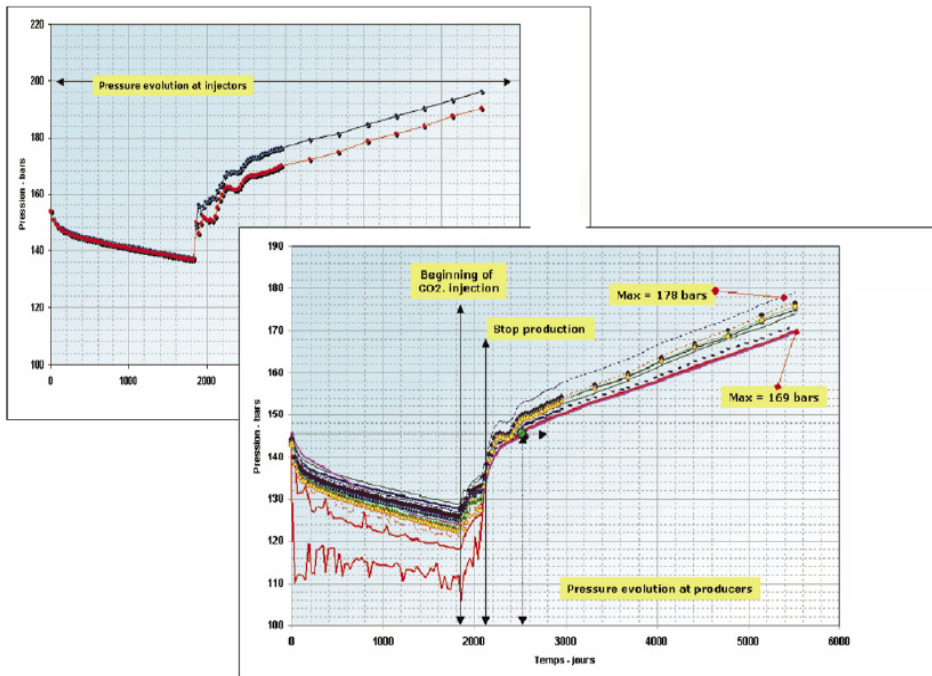 220
Pressure evolution at injectors
200
180
160
140
120
100
Pression - bars
0
1000
2000
190
180
170
160
150
140
130
120
110
100
Pression - bars
Beginning of
CO2. injection
Stop production
Max = 178 bars
Max = 169 bars
Pressure evolution at producers
0
1000
2000
3000
4000
5000
6000
Temps - jours